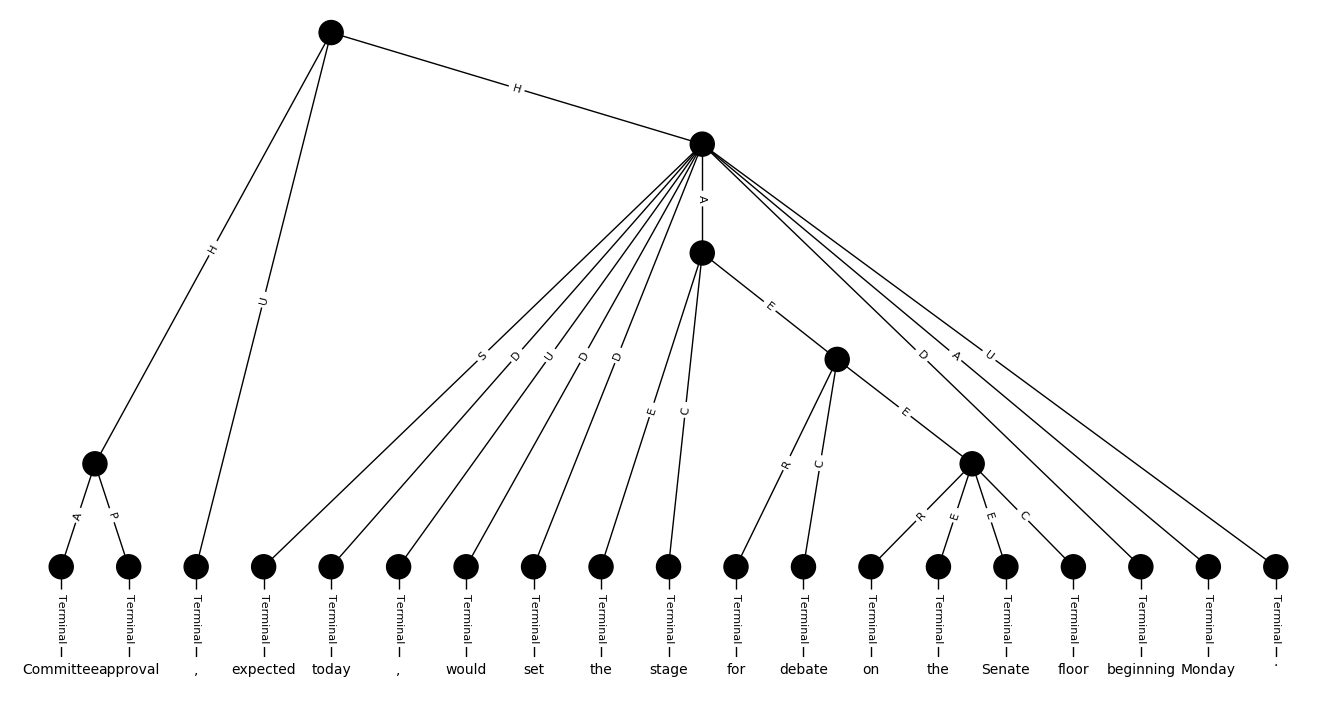 H
A
H
U
E
S D U D D D A U
E C E
R C
A P R E E C
Terminal Terminal Terminal Terminal Terminal Terminal Terminal Terminal Terminal Terminal Terminal Terminal Terminal Terminal Terminal Terminal Terminal Terminal Terminal
Committee approval , expected today , would set the stage for debate on the Senate floor beginning Monday .